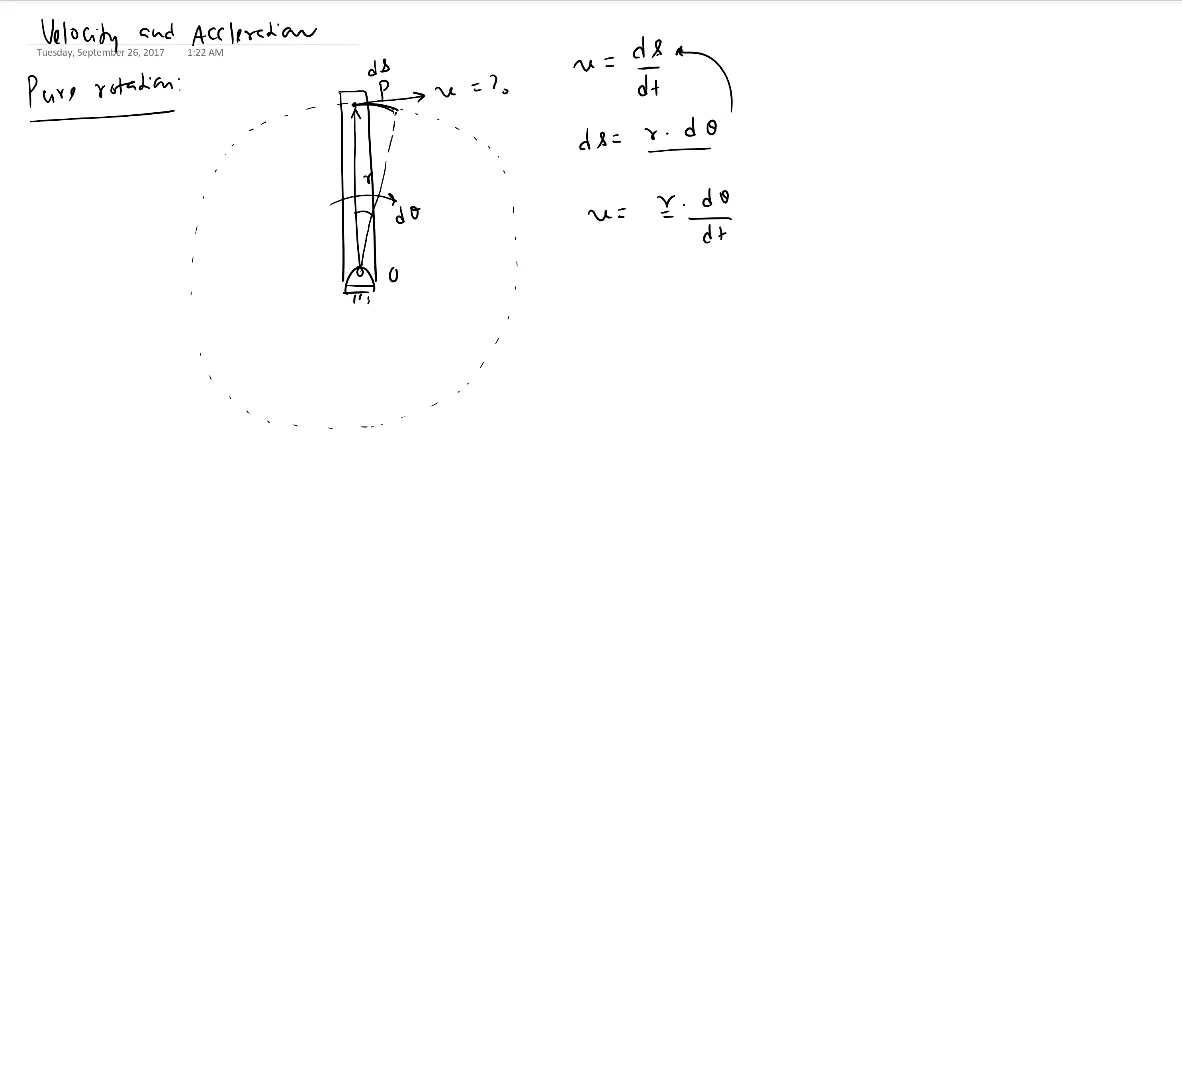 Velocity and Accleration
Tuesday, September 26, 2017 1:22 AM
Pure rotation:
ds
P
v = ?
r
dθ
O
v = ds/dt
ds = r. dθ
v = r. dθ/dt